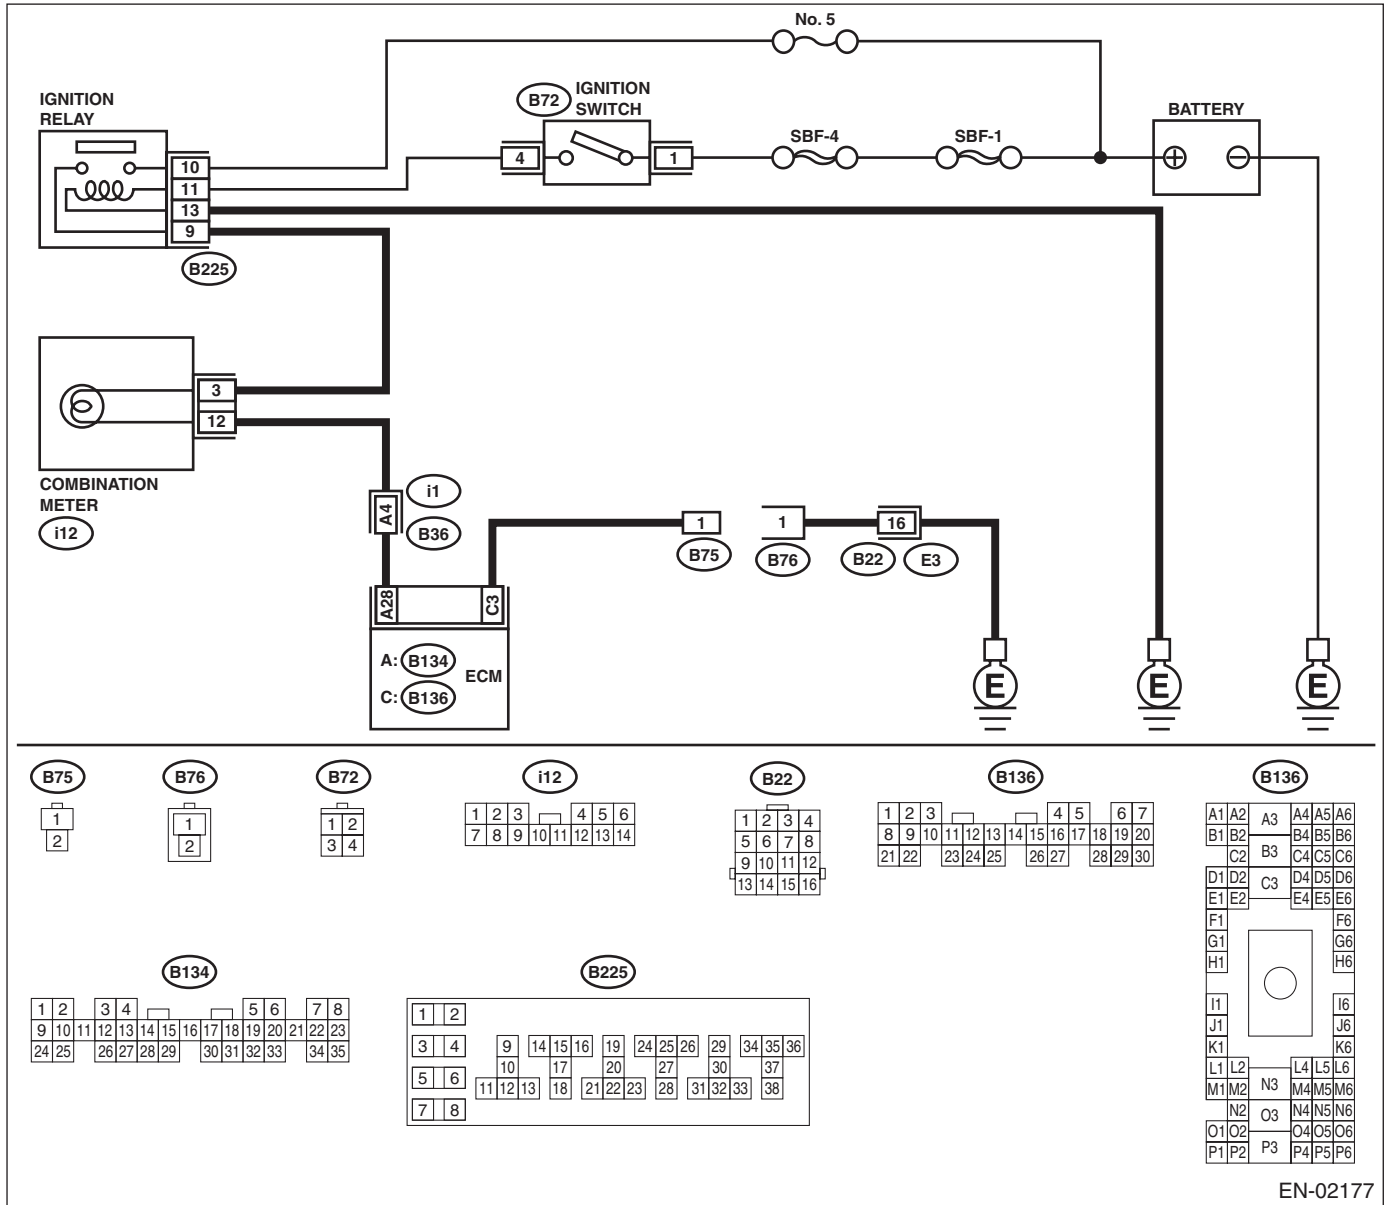 No. 5
IGNITION
RELAY
B72
IGNITION
SWITCH
SBF-4
SBF-1
BATTERY
4
1
10
11
13
9
B225
3
12
COMBINATION
METER
i12
A4
i1
B36
1
B75
1
B76
16
B22
E3
A28
C3
A: B134
C: B136
ECM
E
E
E
B75
1
2
B76
1
2
B72
1 2
3 4
i12
1 2 3 4 5 6
7 8 9 10 11 12 13 14
B22
1 2 3 4
5 6 7 8
9 10 11 12
13 14 15 16
B136
1 2 3 4 5 6 7
8 9 10 11 12 13 14 15 16 17 18 19 20
21 22 23 24 25 26 27 28 29 30
B136
A1 A2 A3 A4 A5 A6
B1 B2 B3 B4 B5 B6
C2 C3 C4 C5 C6
D1 D2 D4 D5 D6
E1 E2 E4 E5 E6
F1 F6
G1 G6
H1 H6
I1 I6
J1 J6
K1 K6
L1 L2 L4 L5 L6
M1 M2 N3 M4 M5 M6
N2 O3 N4 N5 N6
O1 O2 O4 O5 O6
P1 P2 P3 P4 P5 P6
B134
1 2 3 4 5 6 7 8
9 10 11 12 13 14 15 16 17 18 19 20 21 22 23
24 25 26 27 28 29 30 31 32 33 34 35
B225
1 2
3 4
5 6
7 8
9 14 15 16 19 24 25 26 29 34 35 36
10 17 20 27 30 37
11 12 13 18 21 22 23 28 31 32 33 38
EN-02177